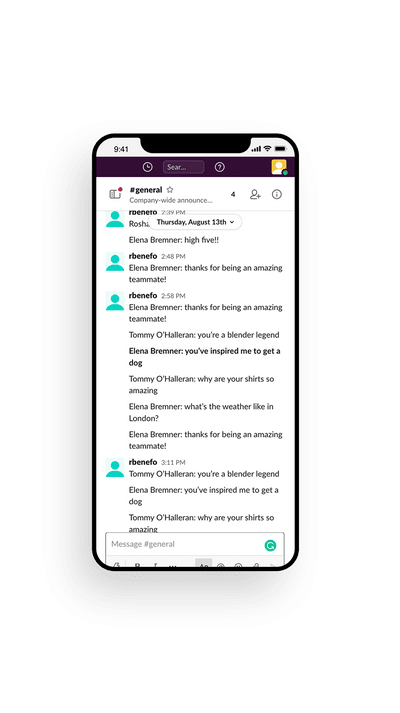 9:41
Sear...
#general
Company-wide announce...
4
rbenefo 2:39 PM
Thursday, August 13th
Elena Bremner: high five!!
rbenefo 2:48 PM
Elena Bremner: thanks for being an amazing
teammate!
rbenefo 2:58 PM
Elena Bremner: thanks for being an amazing
teammate!
Tommy O'Halleran: you're a blender legend
Elena Bremner: you've inspired me to get a
dog
Tommy O'Halleran: why are your shirts so
amazing
Elena Bremner: what's the weather like in
London?
Elena Bremner: thanks for being an amazing
teammate!
rbenefo 3:11 PM
Tommy O'Halleran: you're a blender legend
Elena Bremner: you've inspired me to get a
dog
Tommy O'Halleran: why are your shirts so
amazing
Message #general
B I
Aa @